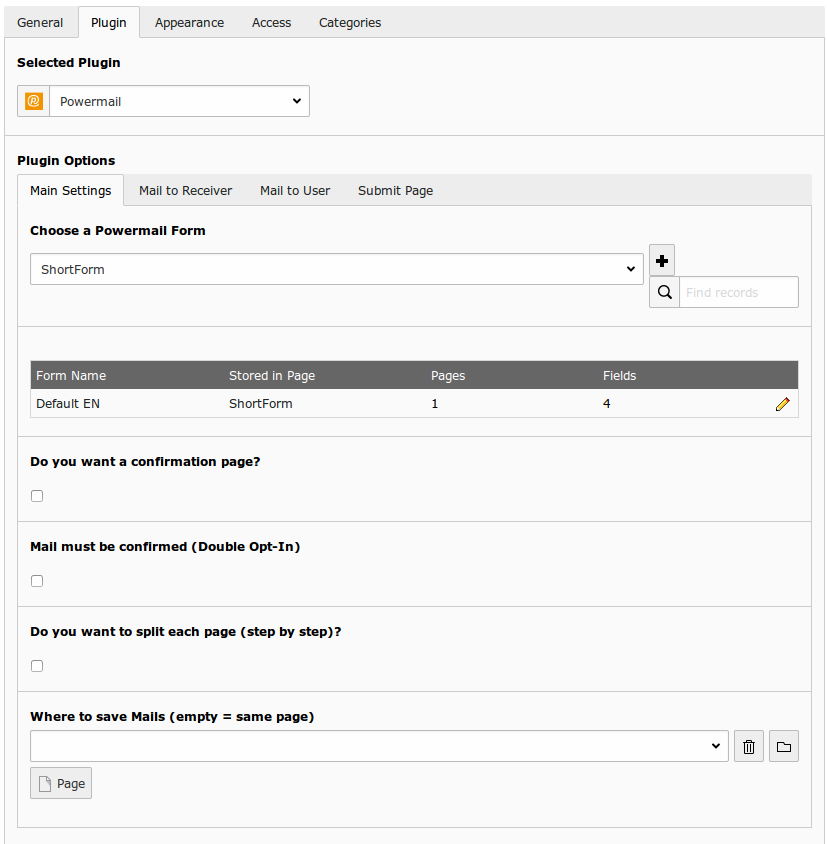 General Plugin Appearance Access Categories
Selected Plugin
Powermail
Plugin Options
Main Settings Mail to Receiver Mail to User Submit Page
Choose a Powermail Form
ShortForm
Find records
Form Name Stored in Page Pages Fields
Default EN ShortForm 1 4
Do you want a confirmation page?
Mail must be confirmed (Double Opt-In)
Do you want to split each page (step by step)?
Where to save Mails (empty = same page)
Page